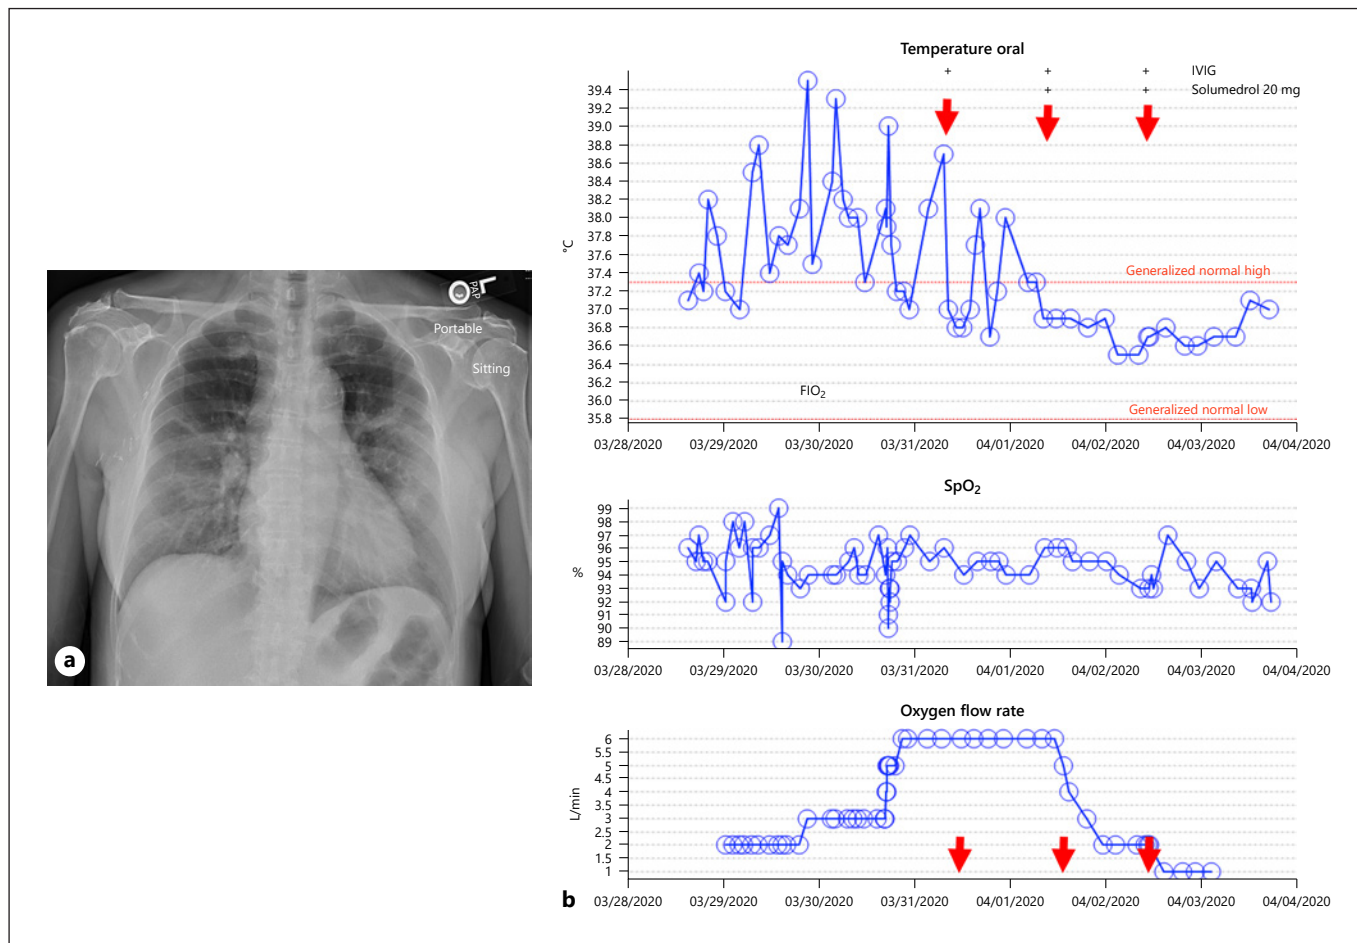 PAP
L
Portable
Sitting
a
Temperature oral
IVIG
Solumedrol 20 mg
39.4
39.2
39.0
38.8
38.6
38.4
38.2
38.0
37.8
37.6
37.4
37.2
37.0
36.8
36.6
36.4
36.2
36.0
35.8
°C
Generalized normal high
FIO₂
Generalized normal low
03/28/2020 03/29/2020 03/30/2020 03/31/2020 04/01/2020 04/02/2020 04/03/2020 04/04/2020
SpO₂
99
98
97
96
95
94
93
92
91
90
89
%
03/28/2020 03/29/2020 03/30/2020 03/31/2020 04/01/2020 04/02/2020 04/03/2020 04/04/2020
Oxygen flow rate
6
5.5
5
4.5
4
3.5
3
2.5
2
1.5
1
L/min
b
03/28/2020 03/29/2020 03/30/2020 03/31/2020 04/01/2020 04/02/2020 04/03/2020 04/04/2020